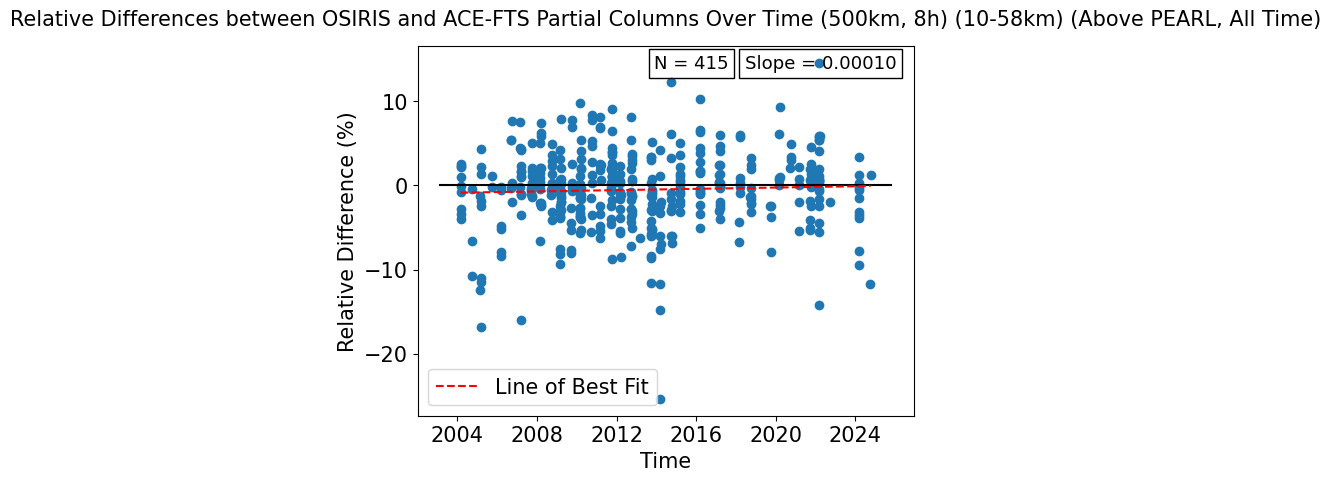 Relative Differences between OSIRIS and ACE-FTS Partial Columns Over Time (500km, 8h) (10-58km) (Above PEARL, All Time)
N = 415
Slope = 0.00010
Relative Difference (%)
10
0
−10
−20
Line of Best Fit
2004
2008
2012
2016
2020
2024
Time